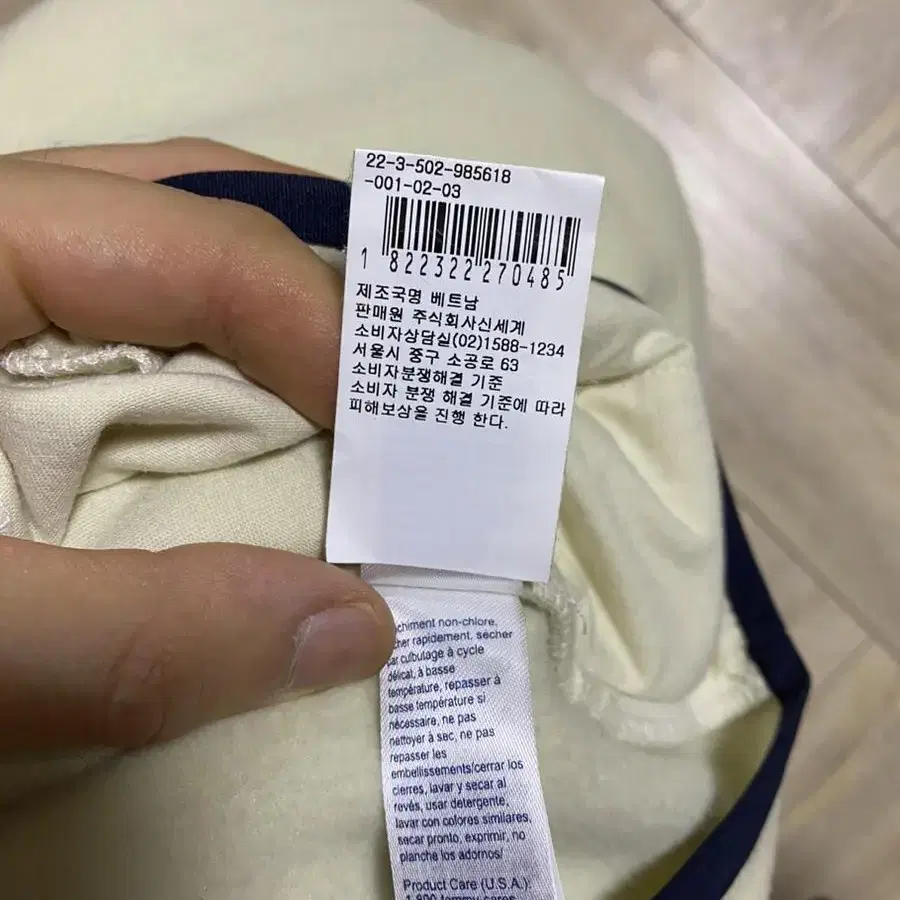 22-3-502-985618
-001-02-03
1 822322 270485
제조국명 베트남
판매원 주식회사신세계
소비자상담실(02)1588-1234
서울시 중구 소공로 63
소비자분쟁해결 기준
소비자 분쟁 해결 기준에 따라
피해보상을 진행 한다.
non-chlore,
rapidement, sécher
par culbutage à cycle
délicat, à basse
température, repasser à
basse température si
nécessaire, ne pas
nettoyer à sec, ne pas
repasser les
embellissements/cerrar los
cierres, lavar y secar al
revés, usar detergente,
lavar con colores similares,
secar pronto, exprimir, no
planche los adornos/
Product Care (U.S.A.):